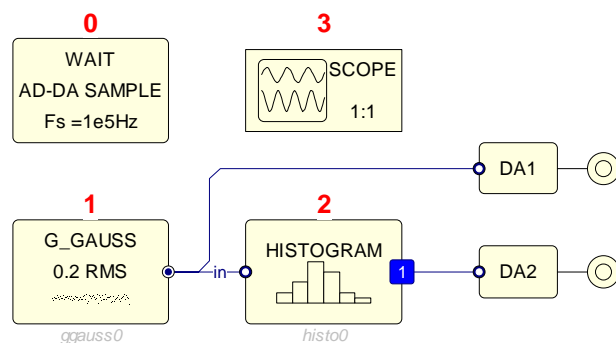 0
WAIT
AD-DA SAMPLE
Fs =1e5Hz
3
SCOPE
1:1
DA1
1
G_GAUSS
0.2 RMS
ggauss0
in
2
HISTOGRAM
1
histo0
DA2